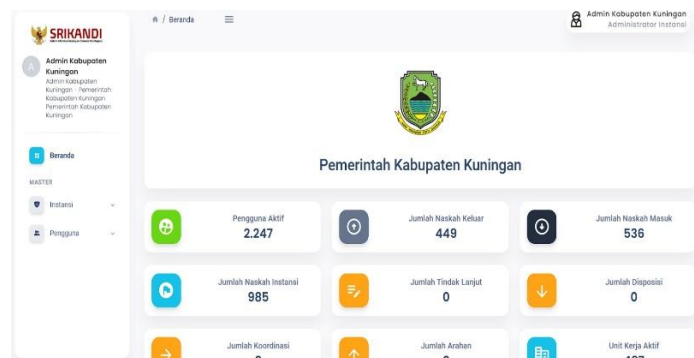 SRIKANDI
Admin Kabupaten
Kuningan
Admin Kabupaten
Kuningan - Pemerintah
Kabupaten Kuningan
Pemerintah Kabupaten
Kuningan
Beranda
MASTER
Instansi
Pengguna
/ Beranda
Admin Kabupaten Kuningan
Administrator Instansi
A
Pemerintah Kabupaten Kuningan
Pengguna Aktif
2.247
Jumlah Naskah Keluar
449
Jumlah Naskah Masuk
536
Jumlah Naskah Instansi
985
Jumlah Tindak Lanjut
0
Jumlah Disposisi
0
Jumlah Koordinasi
Jumlah Arahan
Unit Kerja Aktif